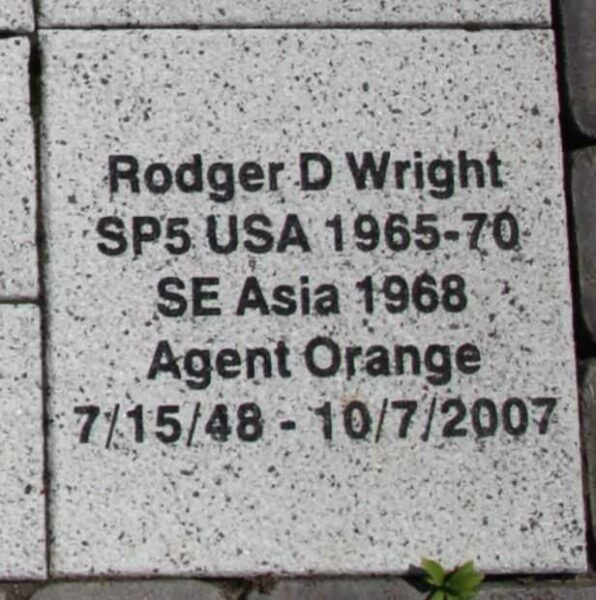 Rodger D Wright
SP5 USA 1965-70
SE Asia 1968
Agent Orange
7/15/48 - 10/7/2007